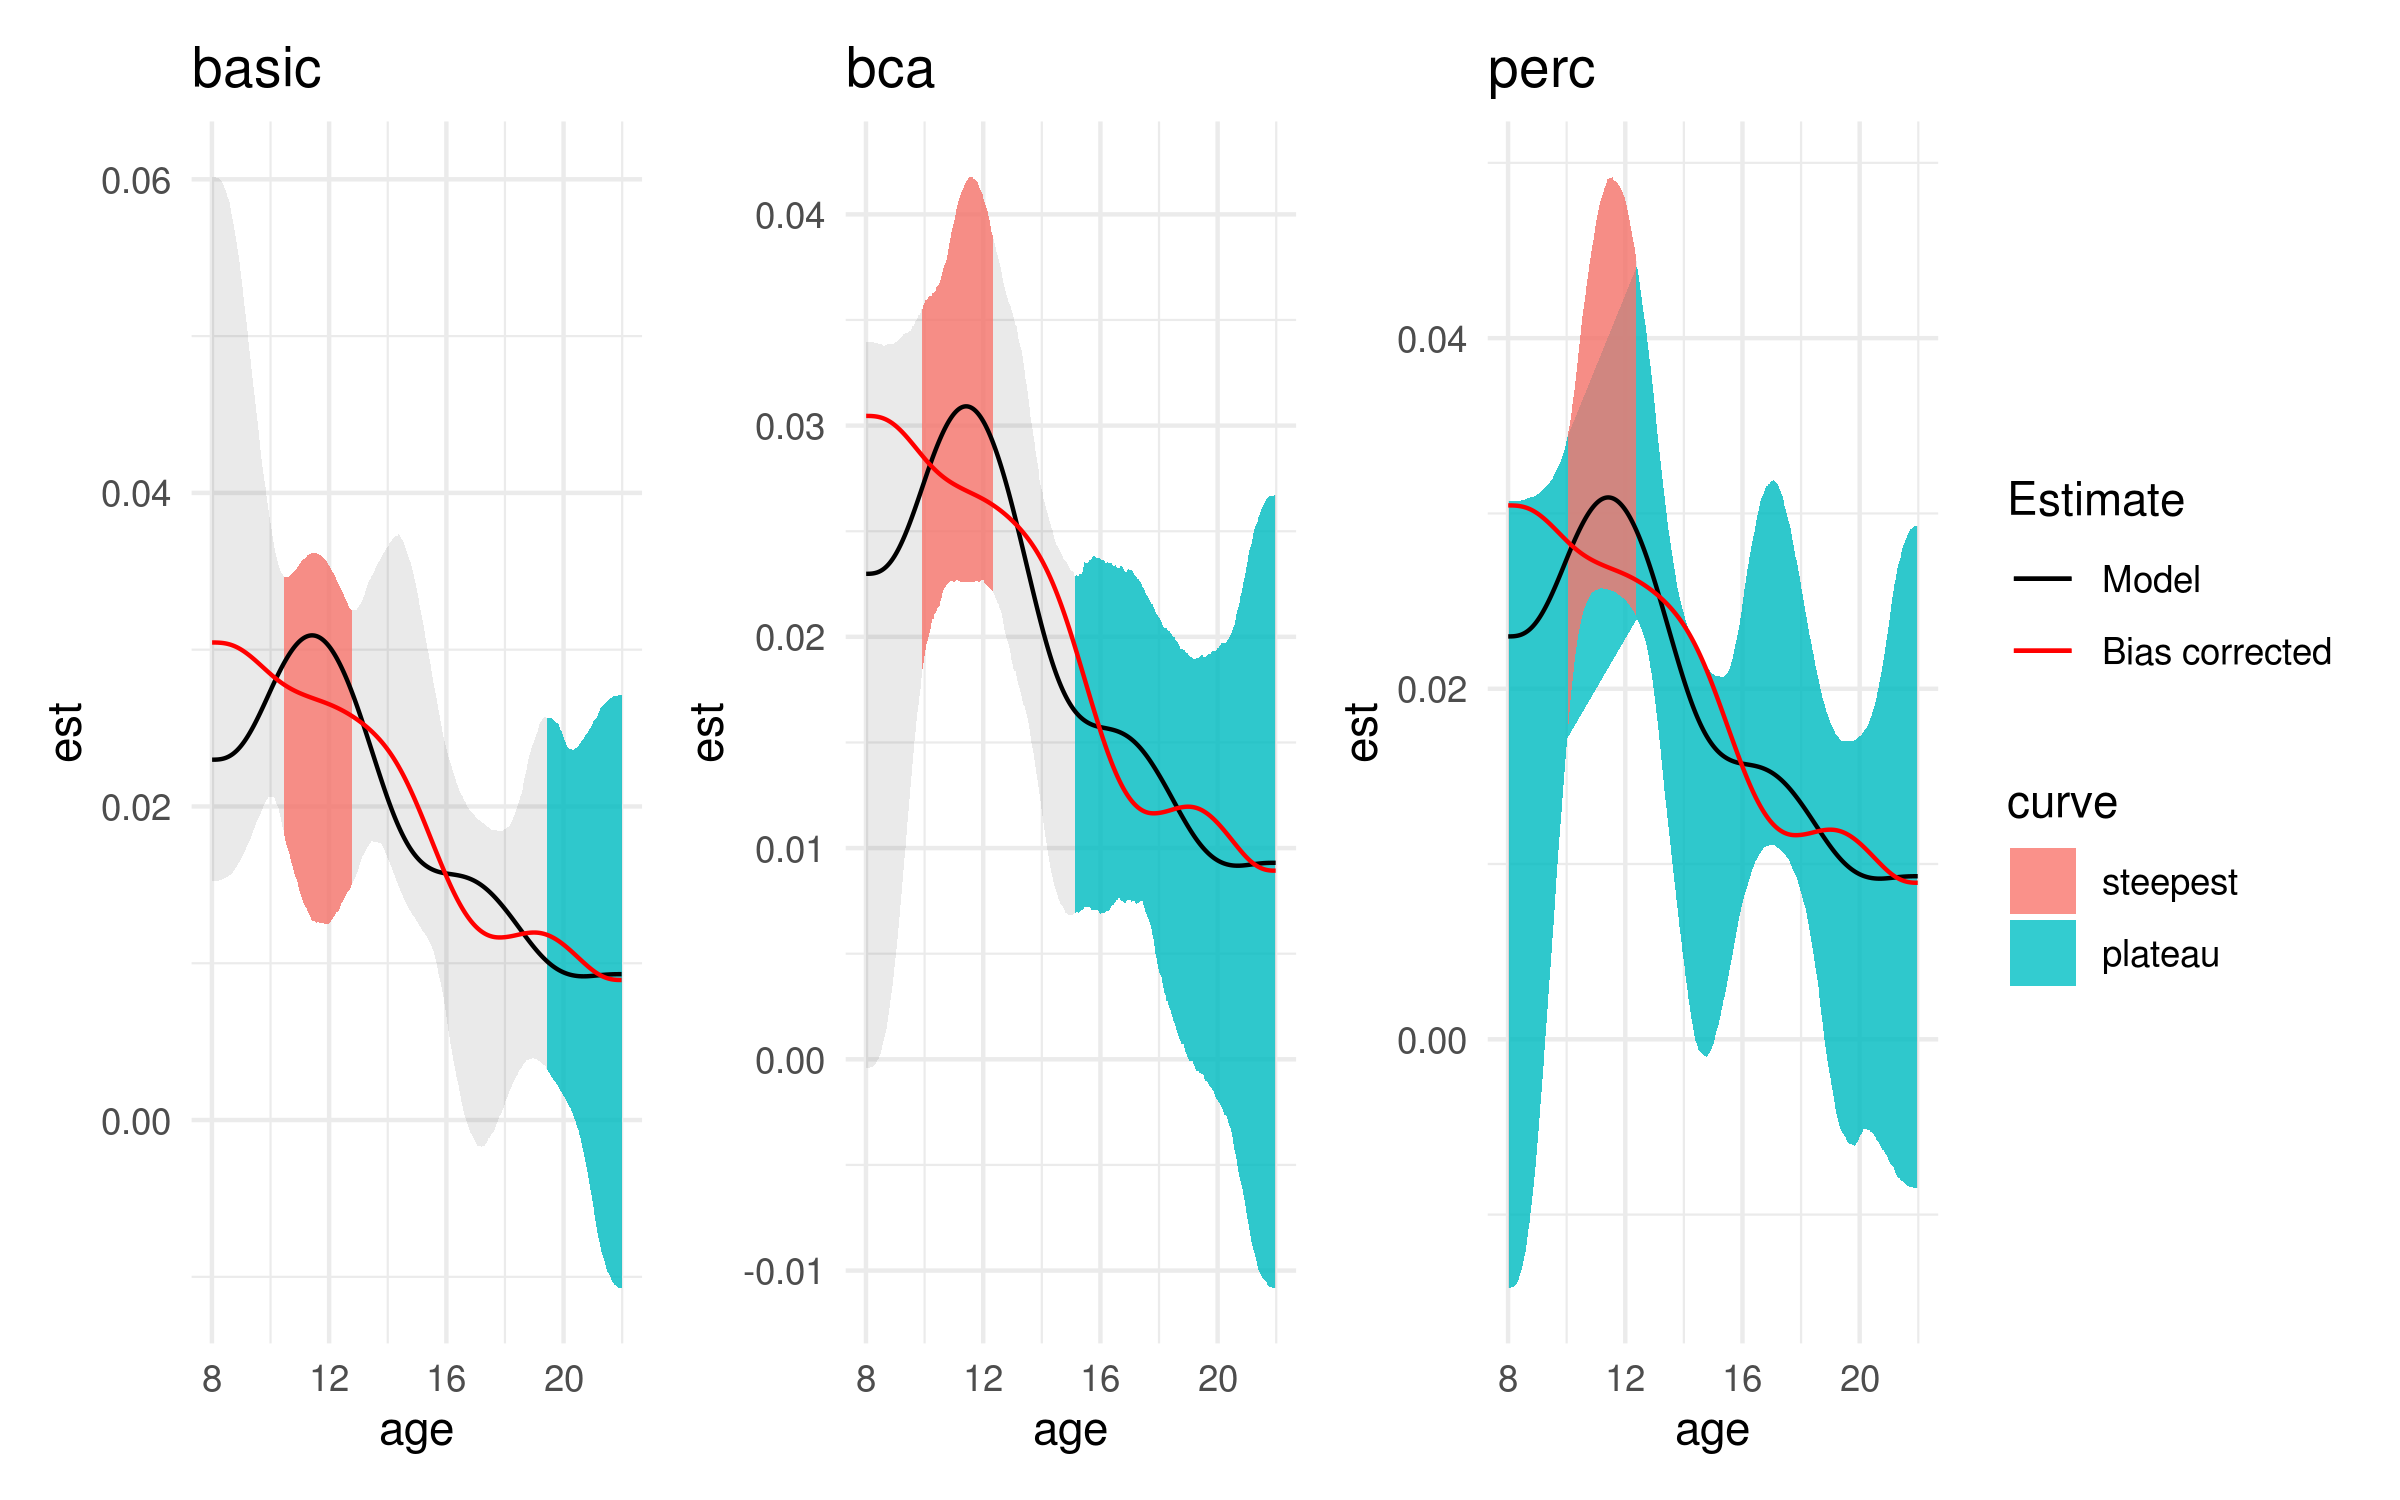 basic
0.06
0.04
0.02
0.00
est
8 12 16 20
age
bca
0.04
0.03
0.02
0.01
0.00
-0.01
est
8 12 16 20
age
perc
0.04
0.02
0.00
est
8 12 16 20
age
Estimate
Model
Bias corrected
curve
steepest
plateau